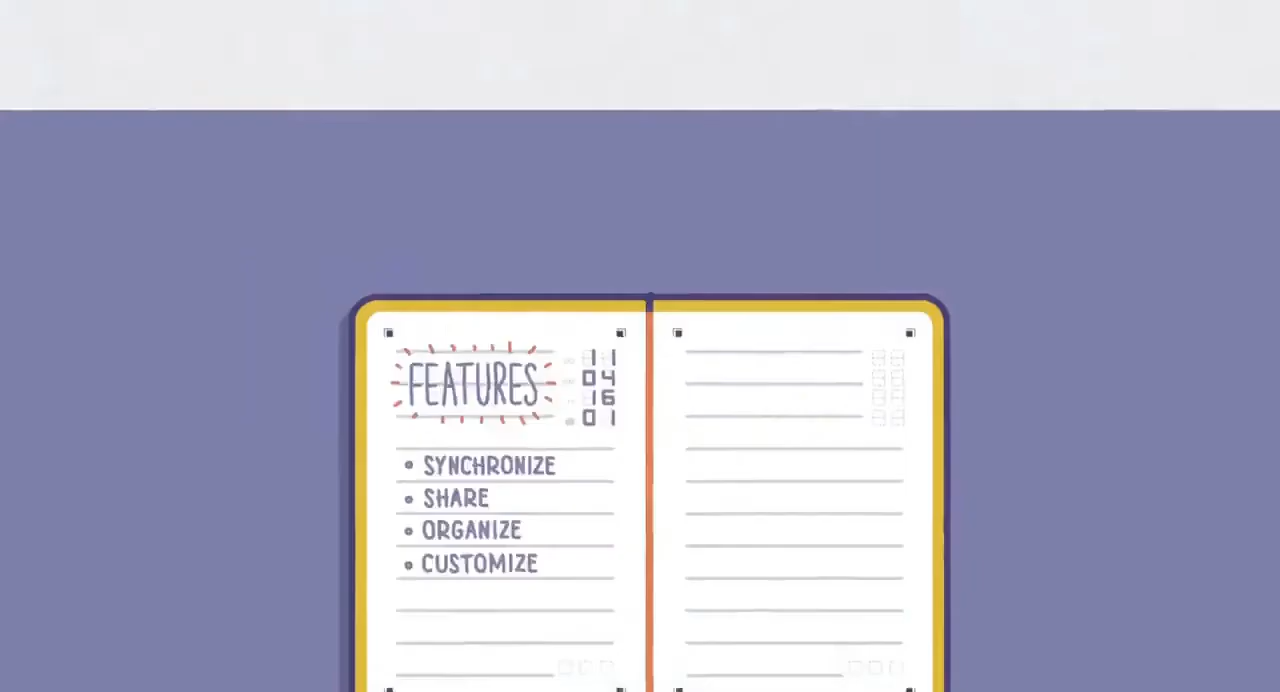 FEATURES
11
04
16
01
• SYNCHRONIZE
• SHARE
• ORGANIZE
• CUSTOMIZE